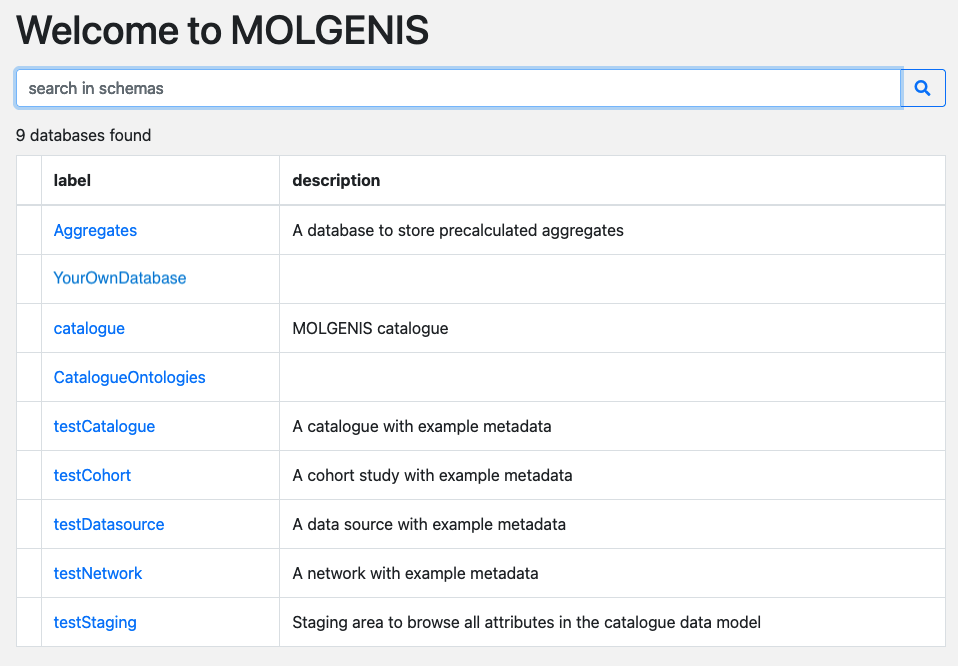 Welcome to MOLGENIS
search in schemas
9 databases found
label description
Aggregates A database to store precalculated aggregates
YourOwnDatabase
catalogue MOLGENIS catalogue
CatalogueOntologies
testCatalogue A catalogue with example metadata
testCohort A cohort study with example metadata
testDatasource A data source with example metadata
testNetwork A network with example metadata
testStaging Staging area to browse all attributes in the catalogue data model